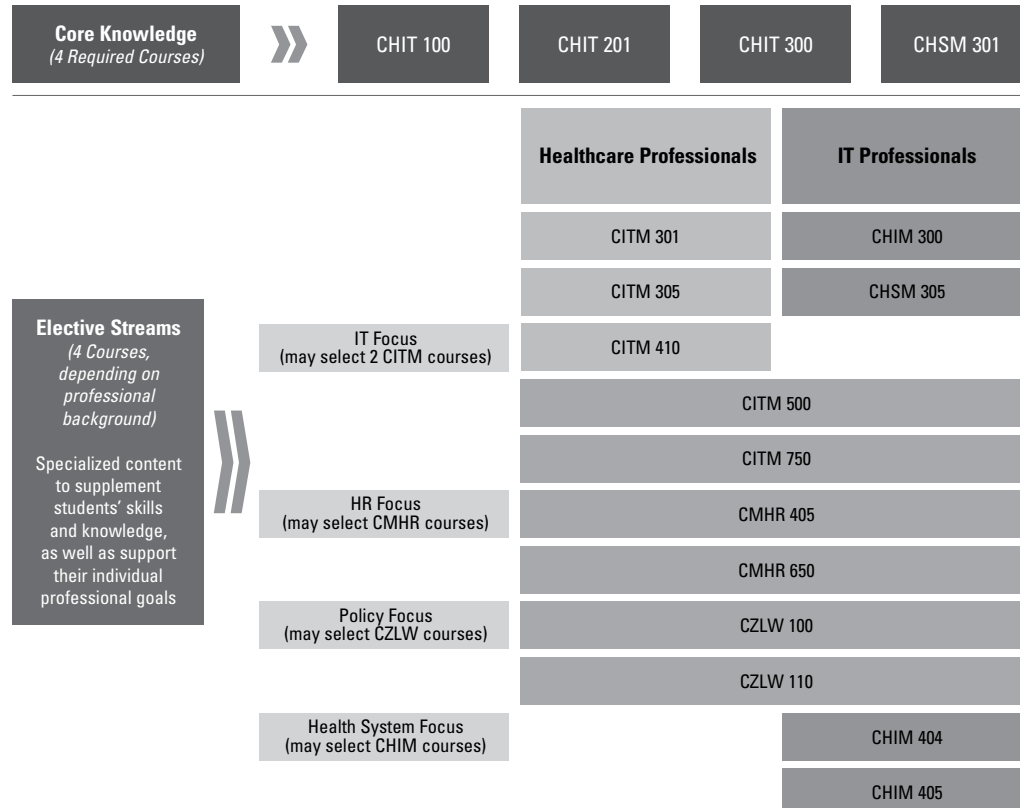 Core Knowledge
(4 Required Courses)
CHIT 100
CHIT 201
CHIT 300
CHSM 301
Healthcare Professionals
IT Professionals
CITM 301
CHIM 300
CITM 305
CHSM 305
Elective Streams
(4 Courses,
depending on
professional
background)
Specialized content
to supplement
students’ skills
and knowledge,
as well as support
their individual
professional goals
IT Focus
(may select 2 CITM courses)
CITM 410
CITM 500
CITM 750
HR Focus
(may select CMHR courses)
CMHR 405
CMHR 650
Policy Focus
(may select CZLW courses)
CZLW 100
CZLW 110
Health System Focus
(may select CHIM courses)
CHIM 404
CHIM 405